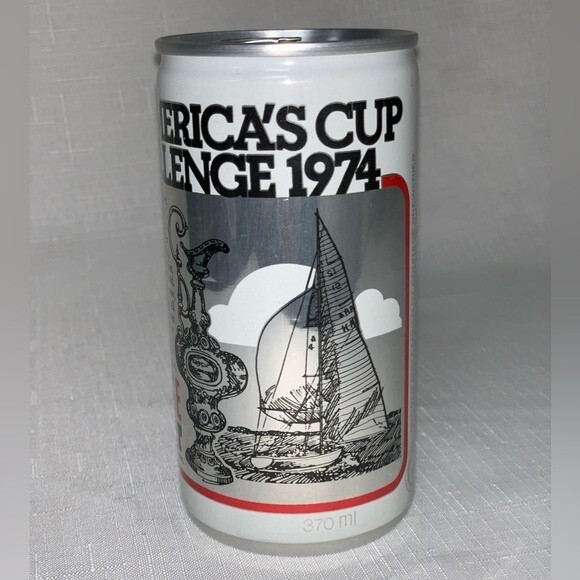 ERICA'S CUP
LENGE 1974
370 ml